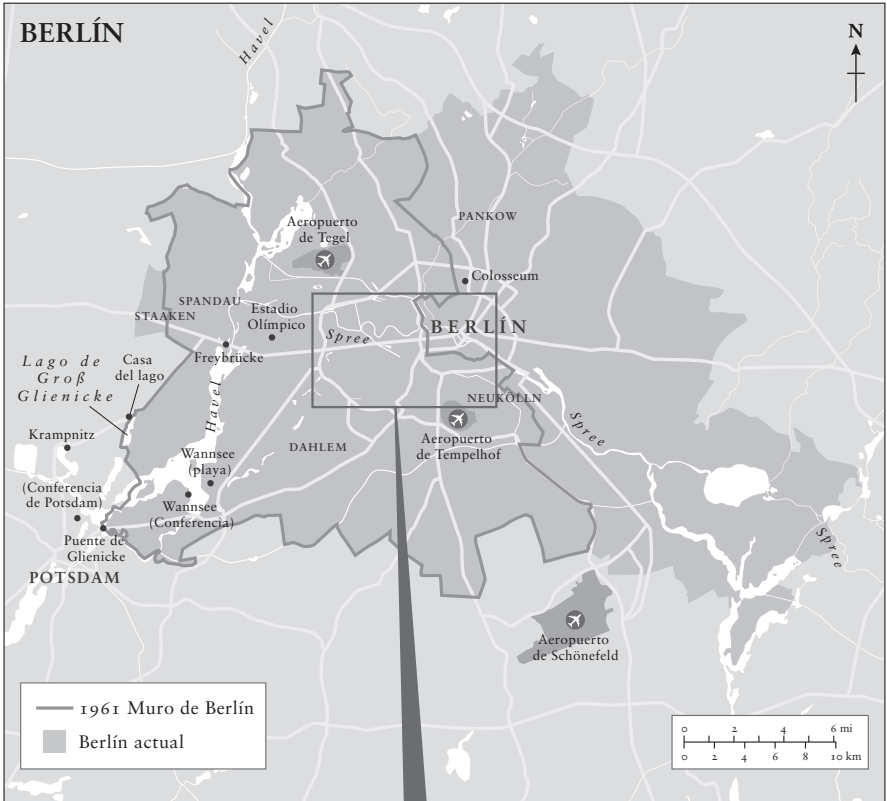 BERLÍN
Havel
N
Aeropuerto
de Tegel
PANKOW
Colosseum
SPANDAU
STAAKEN
Estadio
Olímpico
Spree
BERLÍN
Freybrücke
Lago de
Groß
Glienicke
Casa
del lago
Havel
NEUKÖLLN
Krampnitz
DAHLEM
Aeropuerto
de Tempelhof
Spree
Wannsee
(playa)
(Conferencia
de Potsdam)
Wannsee
(Conferencia)
Puente de
Glienicke
POTSDAM
Spree
Aeropuerto
de Schönefeld
1961 Muro de Berlín
Berlín actual
0 2 4 6 mi
0 2 4 6 8 10 km